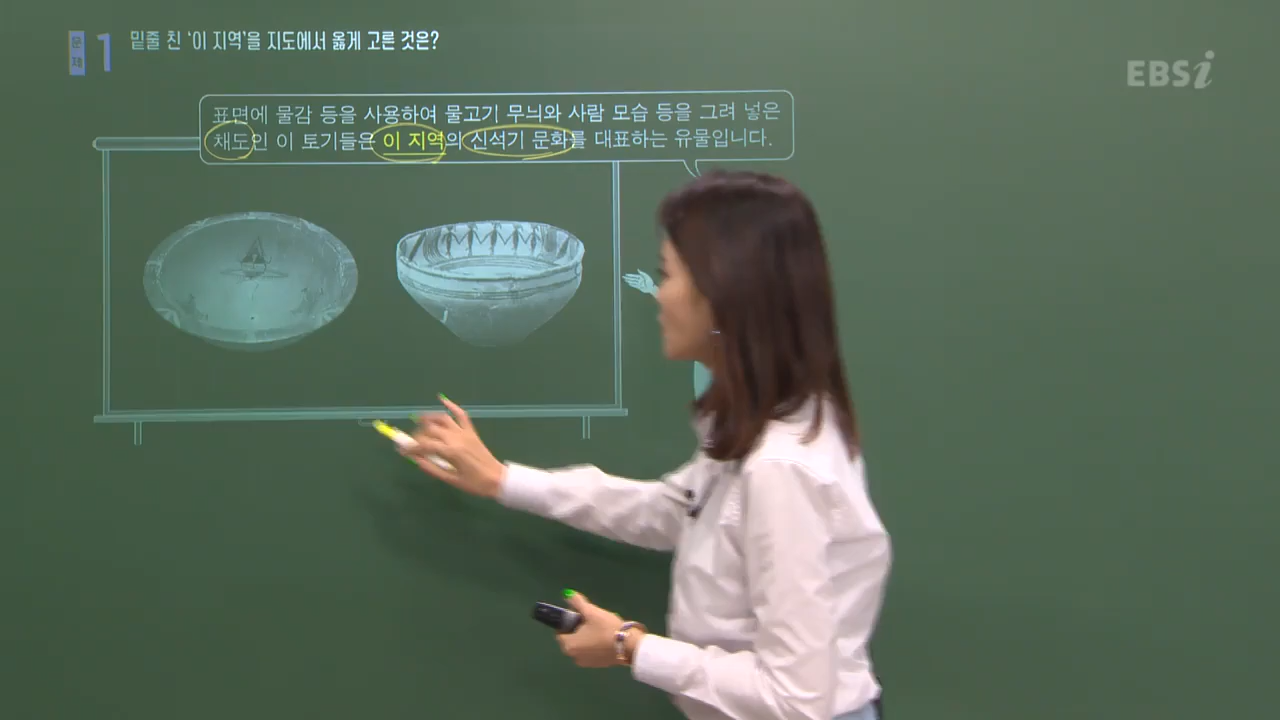 문제 1 밑줄 친 ‘이 지역’을 지도에서 옳게 고른 것은?
EBSi
표면에 물감 등을 사용하여 물고기 무늬와 사람 모습 등을 그려 넣은
채도인 이 토기들은 이 지역의 신석기 문화를 대표하는 유물입니다.